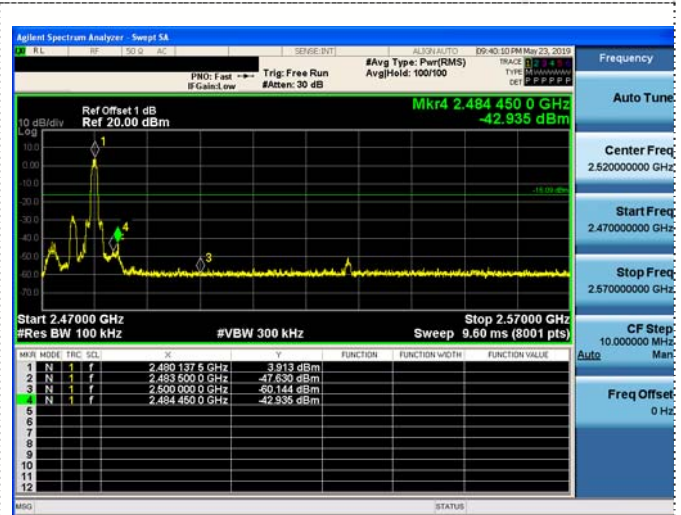 Agilent Spectrum Analyzer - Swept SA
RL RF 50 Ω AC SENSE:INT ALIGN AUTO 09:40:10 PM May 23, 2019
PNO: Fast Trig: Free Run #Avg Type: Pwr(RMS) TRACE 1 2 3 4 5 6
IFGain:Low #Atten: 30 dB Avg|Hold: 100/100 TYPE M
DET P P P P P P
Frequency
Auto Tune
Center Freq
2.520000000 GHz
Start Freq
2.470000000 GHz
Stop Freq
2.570000000 GHz
CF Step
10.000000 MHz
Auto Man
Freq Offset
0 Hz
Mkr4 2.484 450 0 GHz
-42.935 dBm
Ref Offset 1 dB
10 dB/div Ref 20.00 dBm
Log
10.0
0.00
-10.0
-20.0
-30.0
-40.0
-50.0
-60.0
-70.0
1
4
3
-16.09 dBm
Start 2.47000 GHz Stop 2.57000 GHz
#Res BW 100 kHz #VBW 300 kHz Sweep 9.60 ms (8001 pts)
MKR MODE TRC SCL X Y FUNCTION FUNCTION WIDTH FUNCTION VALUE
1 N 1 f 2.480 137 5 GHz 3.913 dBm
2 N 1 f 2.483 500 0 GHz -47.630 dBm
3 N 1 f 2.500 000 0 GHz -60.144 dBm
4 N 1 f 2.484 450 0 GHz -42.935 dBm
5
6
7
8
9
10
11
12
MSG STATUS